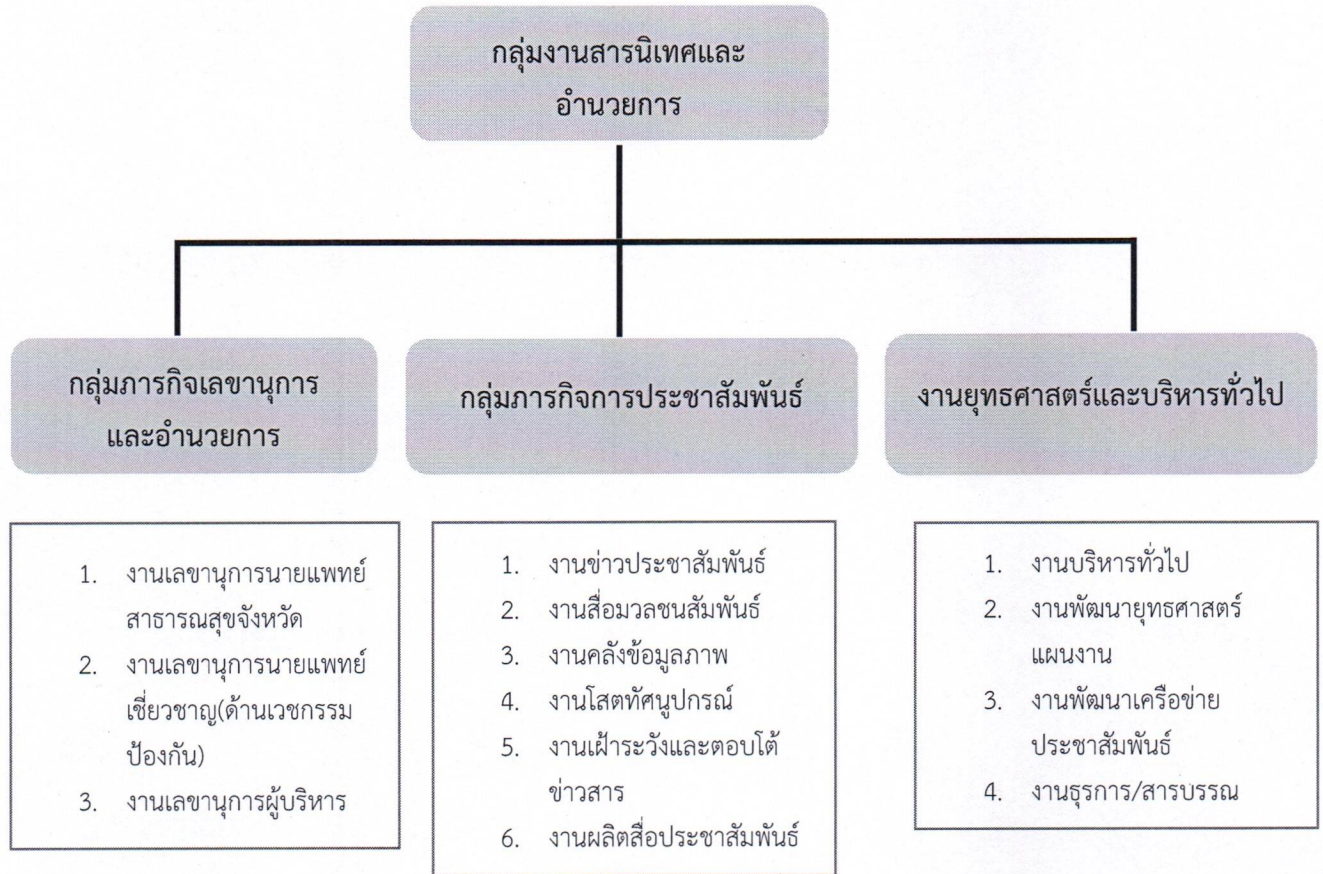 กลุ่มงานสารนิเทศและ
อำนวยการ
กลุ่มภารกิจเลขานุการ
และอำนวยการ
กลุ่มภารกิจการประชาสัมพันธ์
งานยุทธศาสตร์และบริหารทั่วไป
1. งานเลขานุการนายแพทย์
สาธารณสุขจังหวัด
2. งานเลขานุการนายแพทย์
เชี่ยวชาญ(ด้านเวชกรรม
ป้องกัน)
3. งานเลขานุการผู้บริหาร
1. งานข่าวประชาสัมพันธ์
2. งานสื่อมวลชนสัมพันธ์
3. งานคลังข้อมูลภาพ
4. งานโสตทัศนูปกรณ์
5. งานเฝ้าระวังและตอบโต้
ข่าวสาร
6. งานผลิตสื่อประชาสัมพันธ์
1. งานบริหารทั่วไป
2. งานพัฒนายุทธศาสตร์
แผนงาน
3. งานพัฒนาเครือข่าย
ประชาสัมพันธ์
4. งานธุรการ/สารบรรณ